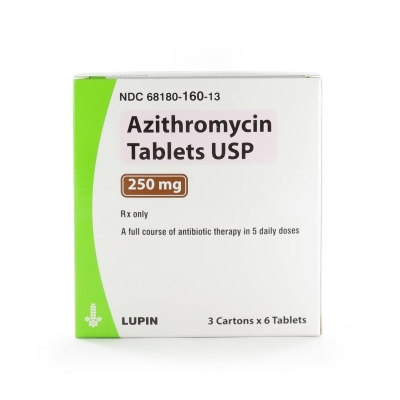 NDC 68180-160-13
Azithromycin
Tablets USP
250 mg
Rx only
A full course of antibiotic therapy in 5 daily doses
LUPIN
3 Cartons x 6 Tablets